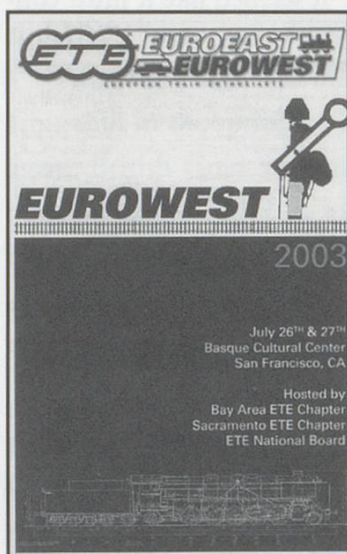 ETE EUROEAST
EUROWEST
EUROPEAN TRAIN ENTHUSIASTS
EUROWEST
2003
July 26TH & 27TH
Basque Cultural Center
San Francisco, CA
Hosted by
Bay Area ETE Chapter
Sacramento ETE Chapter
ETE National Board